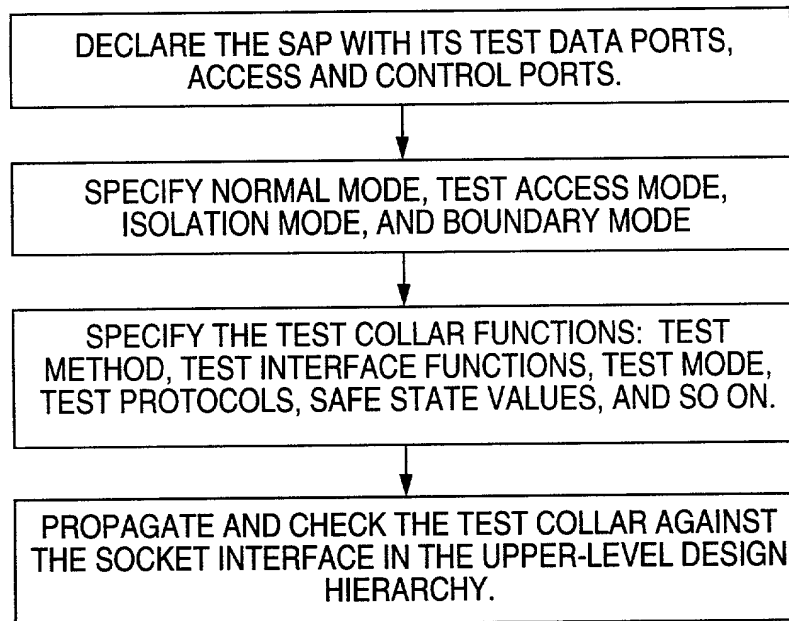 DECLARE THE SAP WITH ITS TEST DATA PORTS,
ACCESS AND CONTROL PORTS.
SPECIFY NORMAL MODE, TEST ACCESS MODE,
ISOLATION MODE, AND BOUNDARY MODE
SPECIFY THE TEST COLLAR FUNCTIONS: TEST
METHOD, TEST INTERFACE FUNCTIONS, TEST MODE,
TEST PROTOCOLS, SAFE STATE VALUES, AND SO ON.
PROPAGATE AND CHECK THE TEST COLLAR AGAINST
THE SOCKET INTERFACE IN THE UPPER-LEVEL DESIGN
HIERARCHY.